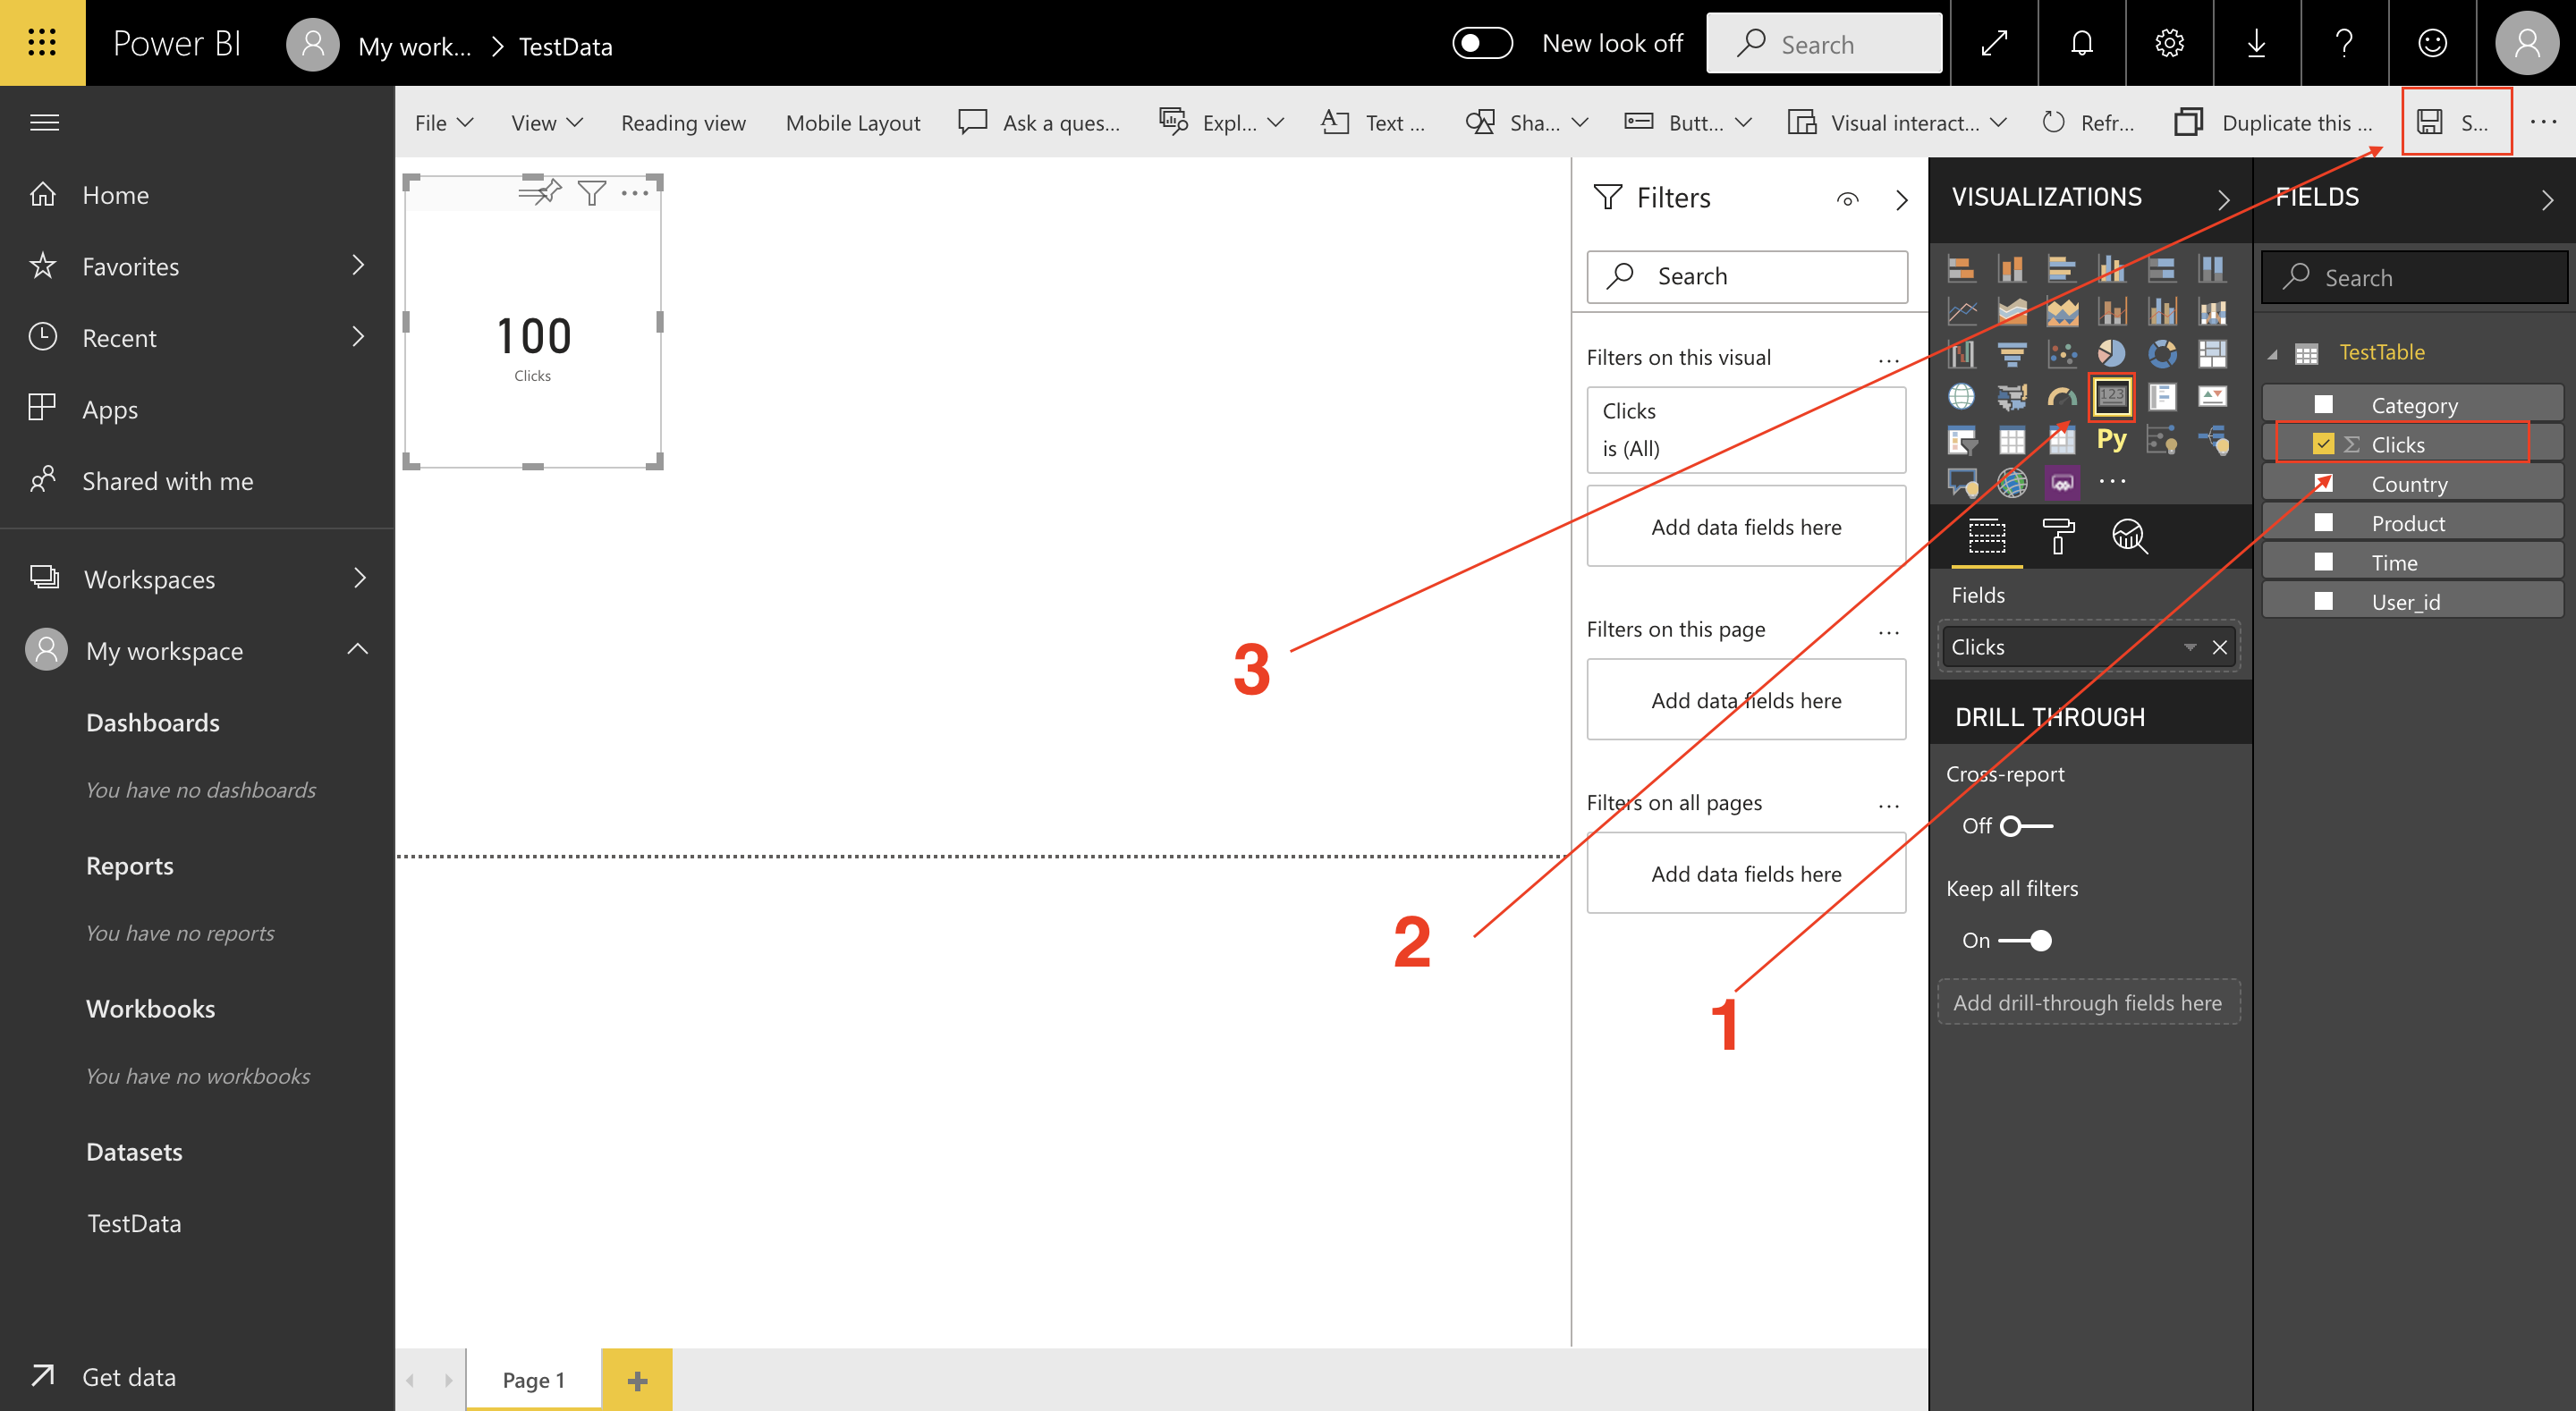 Power BI
My work... > TestData
New look off
Search
File
View
Reading view
Mobile Layout
Ask a ques...
Expl...
Text ...
Sha...
Butt...
Visual interact...
Refr...
Duplicate this ...
S...
Home
Favorites
Recent
Apps
Shared with me
Workspaces
My workspace
Dashboards
You have no dashboards
Reports
You have no reports
Workbooks
You have no workbooks
Datasets
TestData
Get data
100
Clicks
3
2
1
Page 1
Filters
Search
Filters on this visual
Clicks
is (All)
Add data fields here
Filters on this page
Add data fields here
Filters on all pages
Add data fields here
VISUALIZATIONS
123
Py
Fields
Clicks
DRILL THROUGH
Cross-report
Off
Keep all filters
On
Add drill-through fields here
FIELDS
Search
TestTable
Category
Clicks
Country
Product
Time
User_id